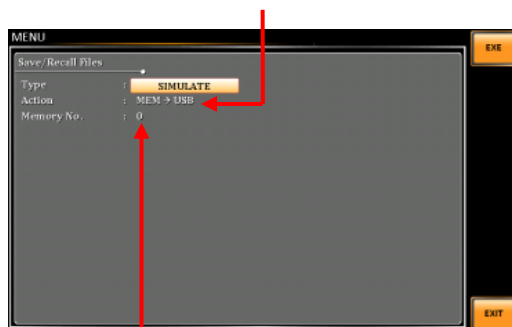 MENU
EXE
Save/Recall Files
Type : SIMULATE
Action : MEM → USB
Memory No. : 0
EXIT